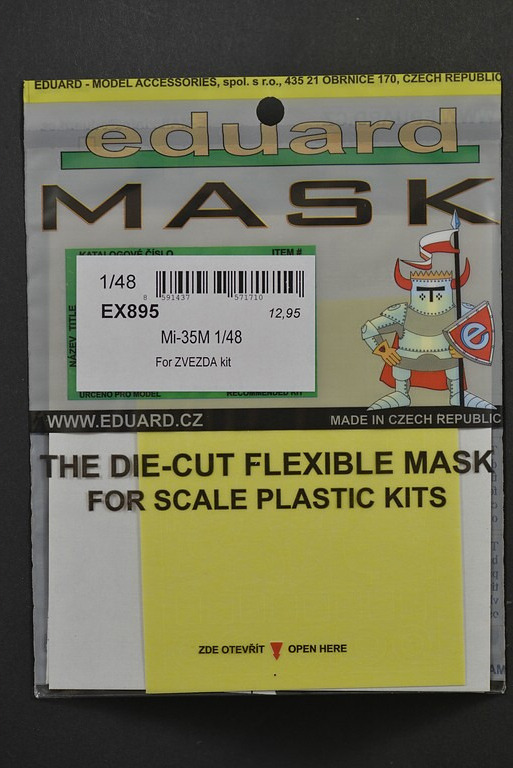 EDUARD - MODEL ACCESSORIES, spol. s r.o., 435 21 OBRNICE 170, CZECH REPUBLIC
eduard
MASK
KATALOGOVÉ ČÍSLO ITEM #
1/48
8 591437 571710
EX895 12,95
Mi-35M 1/48
For ZVEZDA kit
NÁZEV TITLE
URČENO PRO MODEL RECOMMENDED KIT
e
WWW.EDUARD.CZ MADE IN CZECH REPUBLIC
THE DIE-CUT FLEXIBLE MASK
FOR SCALE PLASTIC KITS
ZDE OTEVŘÍT OPEN HERE